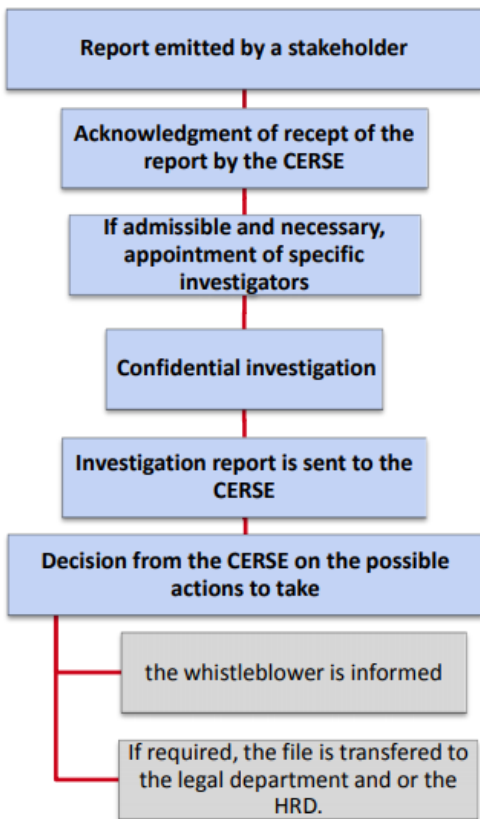 Report emitted by a stakeholder
Acknowledgment of recept of the
report by the CERSE
If admissible and necessary,
appointment of specific
investigators
Confidential investigation
Investigation report is sent to the
CERSE
Decision from the CERSE on the possible
actions to take
the whistleblower is informed
If required, the file is transfered to
the legal department and or the
HRD.